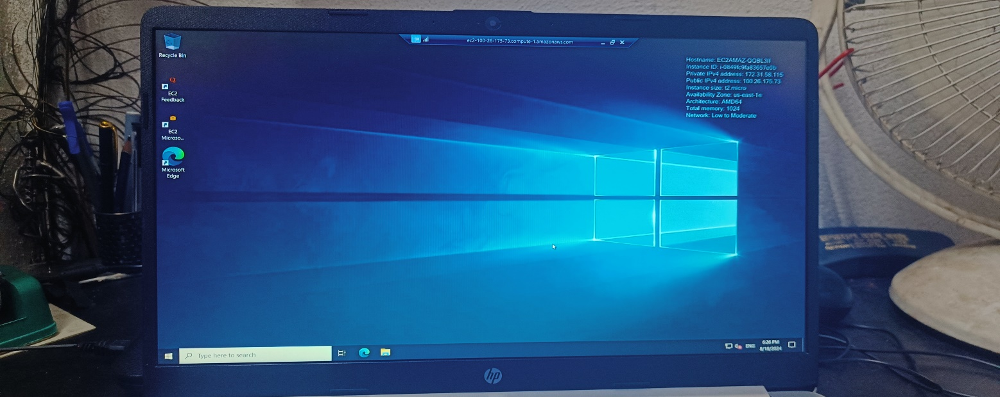 ec2-100-26-175-73.compute-1.amazonaws.com
Recycle Bin
EC2
Feedback
EC2
Microso...
Microsoft
Edge
Hostname: EC2AMAZ-QQBL3II
Instance ID: i-0849fc9fa83657e0b
Private IPv4 address: 172.31.58.115
Public IPv4 address: 100.26.175.73
Instance size: t2.micro
Availability Zone: us-east-1e
Architecture: AMD64
Total memory: 1024
Network: Low to Moderate
Type here to search
ENG
6:26 PM
8/18/2024
hp